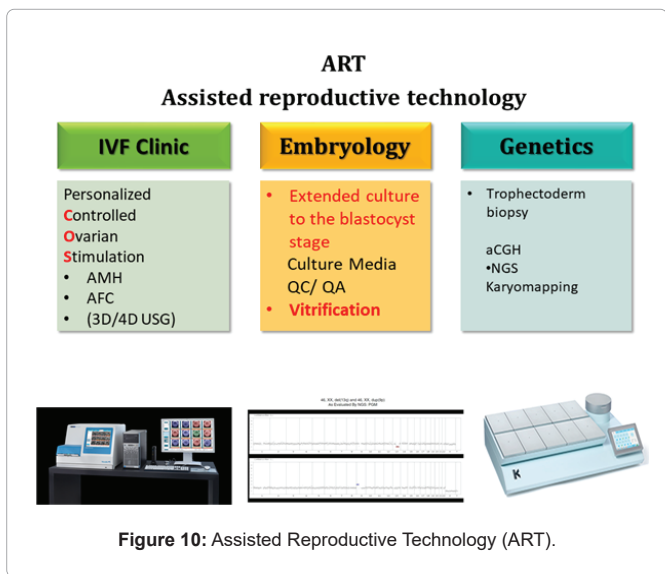 ART
Assisted reproductive technology
IVF Clinic
Personalized
Controlled
Ovarian
Stimulation
• AMH
• AFC
• (3D/4D USG)
Embryology
• Extended culture
to the blastocyst
stage
Culture Media
QC/ QA
• Vitrification
Genetics
• Trophectoderm
biopsy
aCGH
•NGS
Karyomapping
K
Figure 10: Assisted Reproductive Technology (ART).